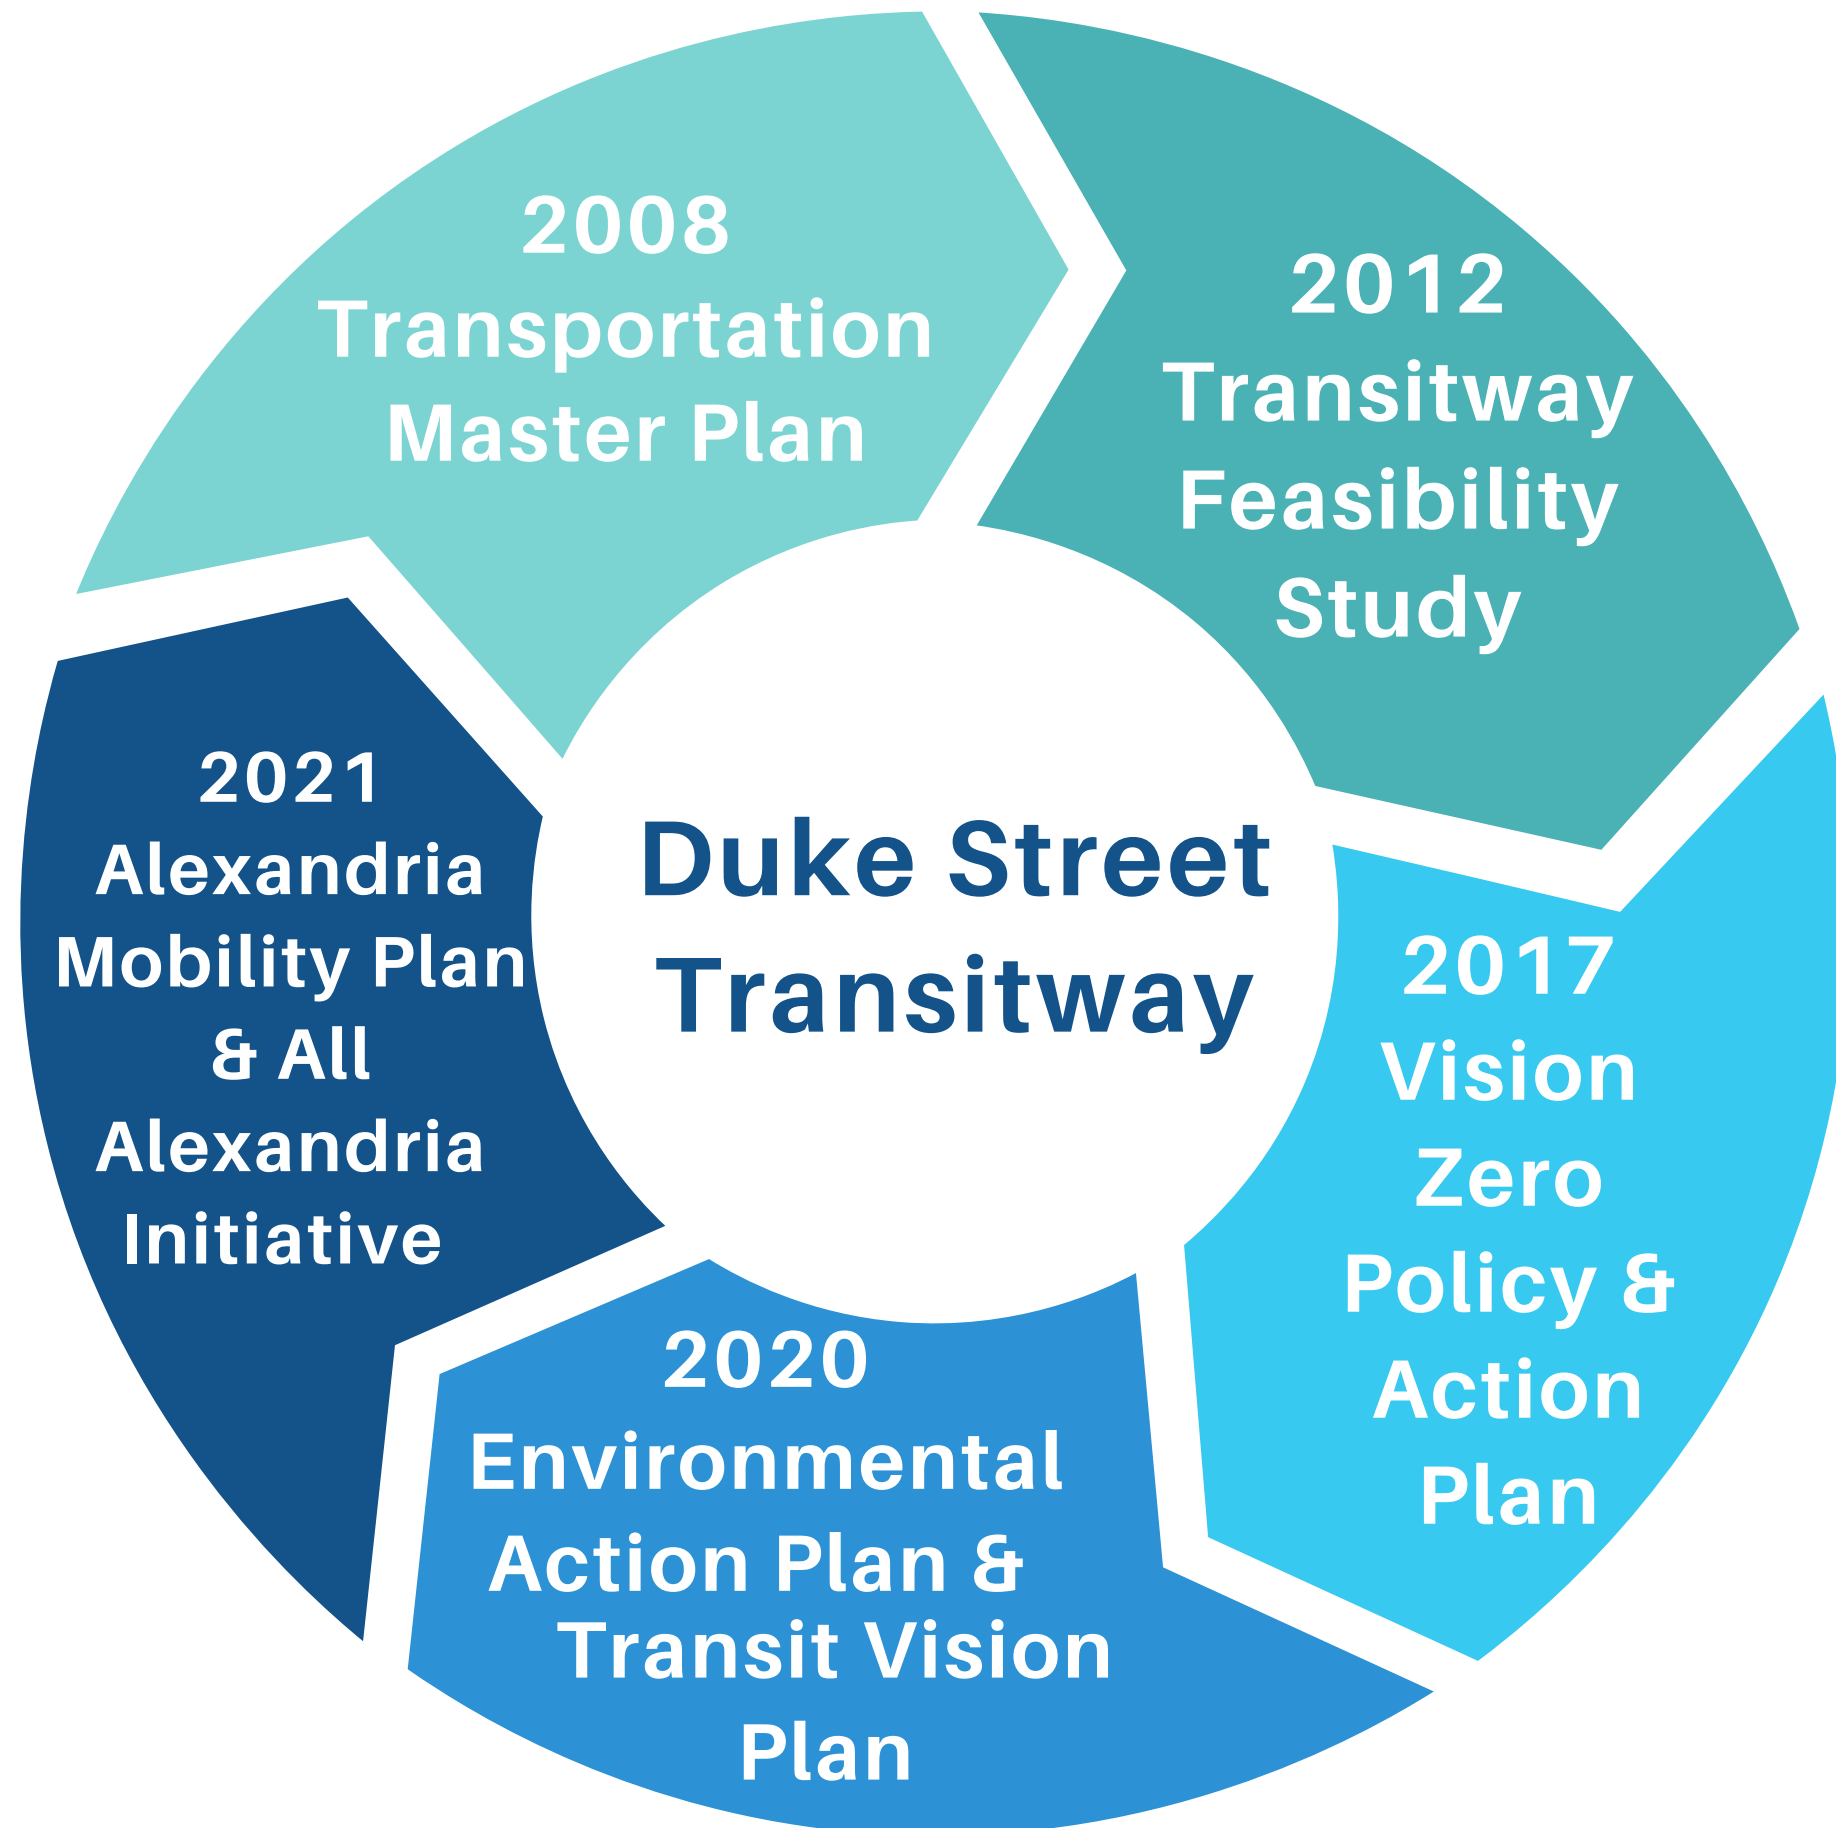 2008
Transportation
Master Plan
2012
Transitway
Feasibility
Study
2017
Vision
Zero
Policy &
Action
Plan
2020
Environmental
Action Plan &
Transit Vision
Plan
2021
Alexandria
Mobility Plan
& All
Alexandria
Initiative
Duke Street
Transitway